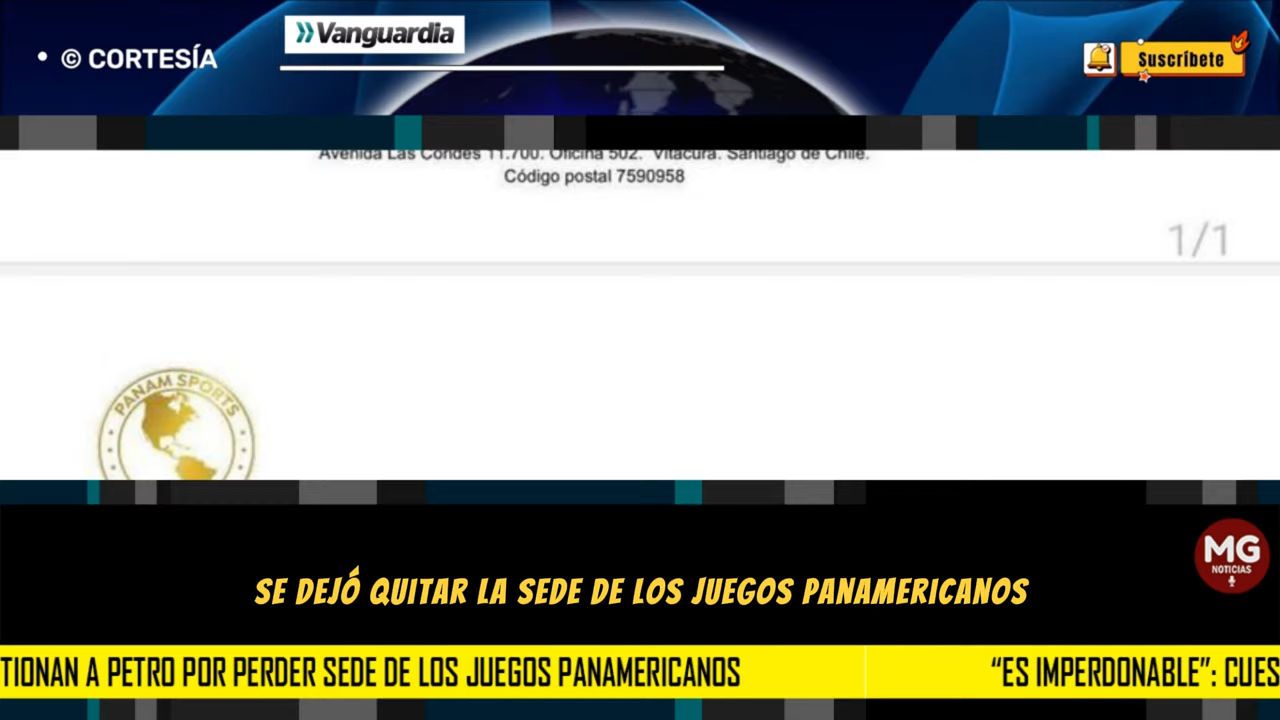 © CORTESÍA
Vanguardia
Suscríbete
Avenida Las Condes 11.700. Oficina 502. Vitacura. Santiago de Chile.
Código postal 7590958
1/1
PANAM SPORTS
SE DEJÓ QUITAR LA SEDE DE LOS JUEGOS PANAMERICANOS
MG
NOTICIAS
TIONAN A PETRO POR PERDER SEDE DE LOS JUEGOS PANAMERICANOS “ES IMPERDONABLE”: CUES